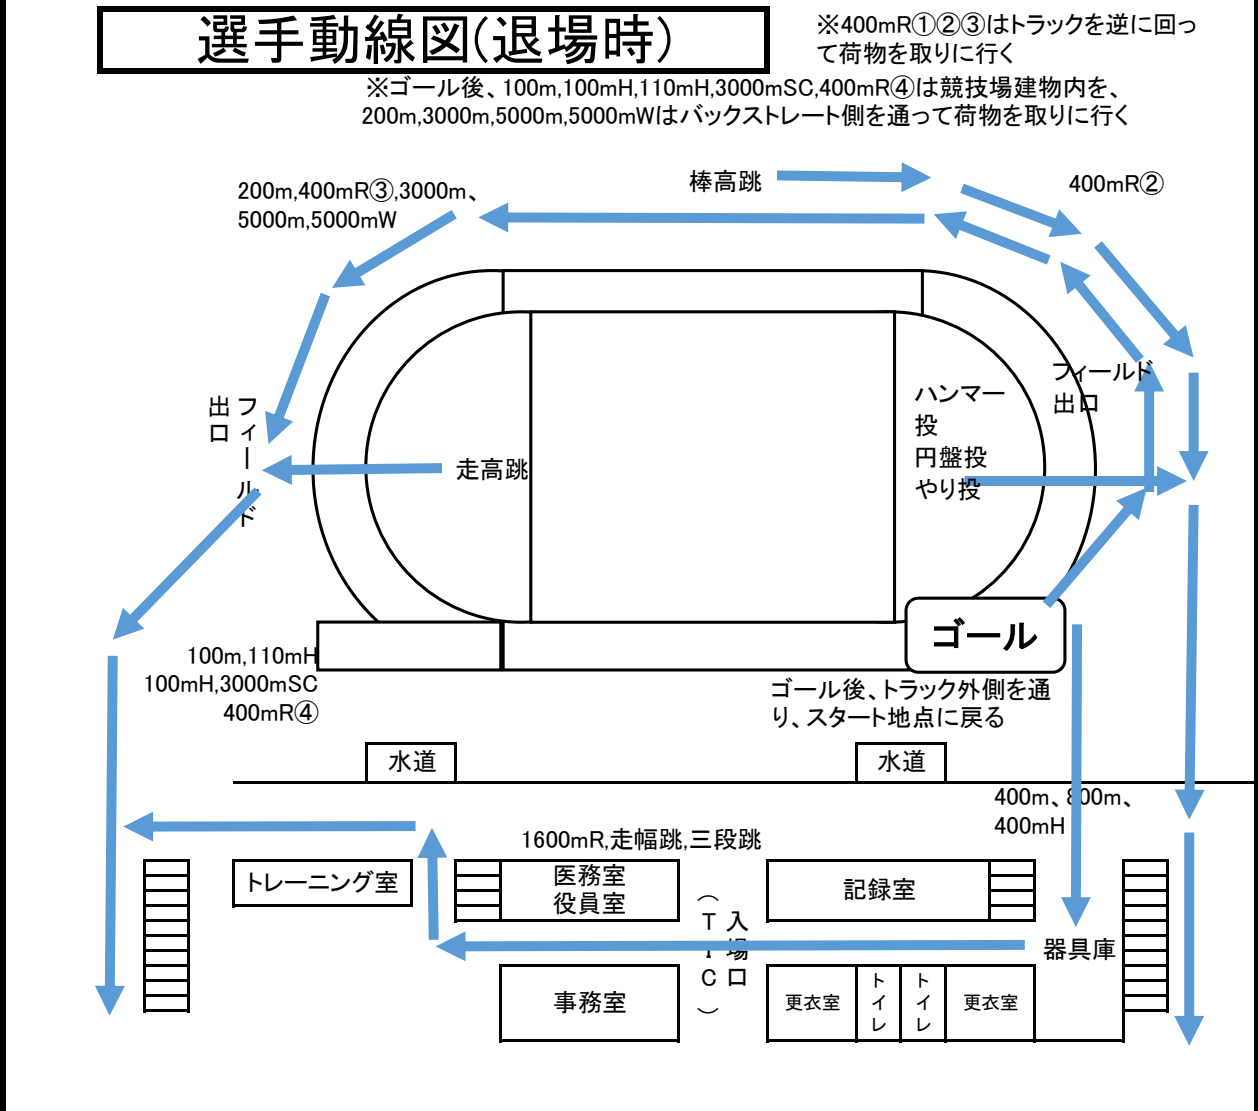 選手動線図(退場時)
※400mR①②③はトラックを逆に回っ
て荷物を取りに行く
※ゴール後、100m,100mH,110mH,3000mSC,400mR④は競技場建物内を、
200m,3000m,5000m,5000mWはバックストレート側を通って荷物を取りに行く
棒高跳
400mR②
200m,400mR③,3000m、
5000m,5000mW
フィールド
出口
ハンマー
投
円盤投
やり投
フィールド
出口
走高跳
ゴール
100m,110mH
100mH,3000mSC
400mR④
ゴール後、トラック外側を通
り、スタート地点に戻る
水道
水道
400m、800m、
400mH
1600mR,走幅跳,三段跳
トレーニング室
医務室
役員室
記録室
入場口
(TIC)
器具庫
事務室
更衣室
トイレ
トイレ
更衣室